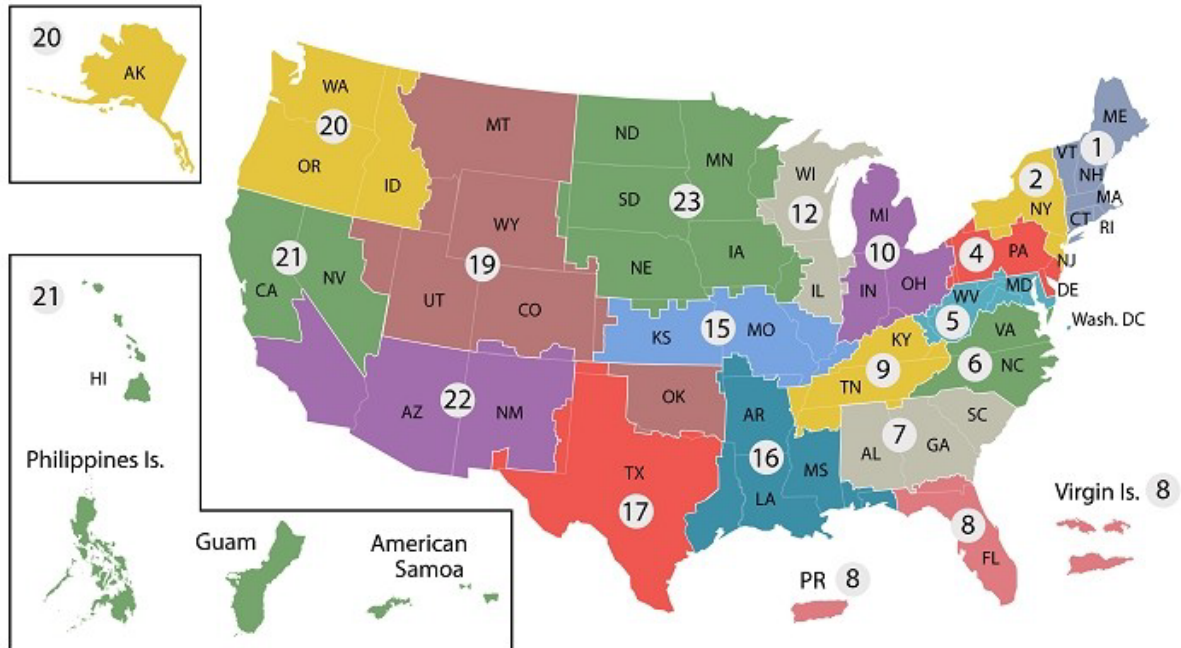 20
AK
21
HI
Philippines Is.
Guam
American
Samoa
WA
20
OR
ID
MT
WY
19
UT
CO
21
CA
NV
AZ
22
NM
ND
MN
SD
23
NE
IA
WI
12
IL
MI
10
IN
OH
KS
15
MO
OK
TX
17
AR
16
MS
LA
KY
9
TN
AL
7
GA
SC
8
FL
ME
1
VT
NH
MA
CT
RI
2
NY
4
PA
NJ
DE
MD
WV
5
Wash. DC
VA
6
NC
Virgin Is. 8
PR 8